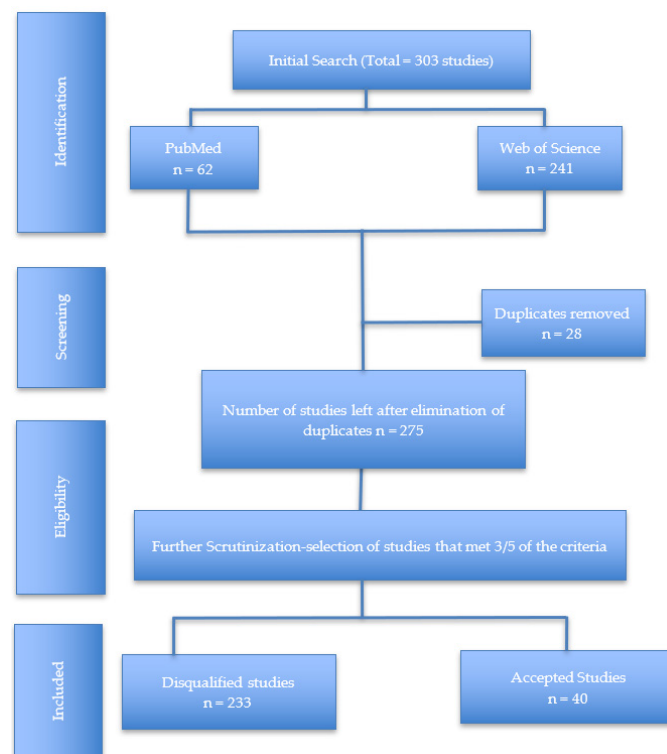 Identification
Initial Search (Total = 303 studies)
PubMed
n = 62
Web of Science
n = 241
Screening
Duplicates removed
n = 28
Number of studies left after elimination of
duplicates n = 275
Eligibility
Further Scrutinization-selection of studies that met 3/5 of the criteria
Included
Disqualified studies
n = 233
Accepted Studies
n = 40